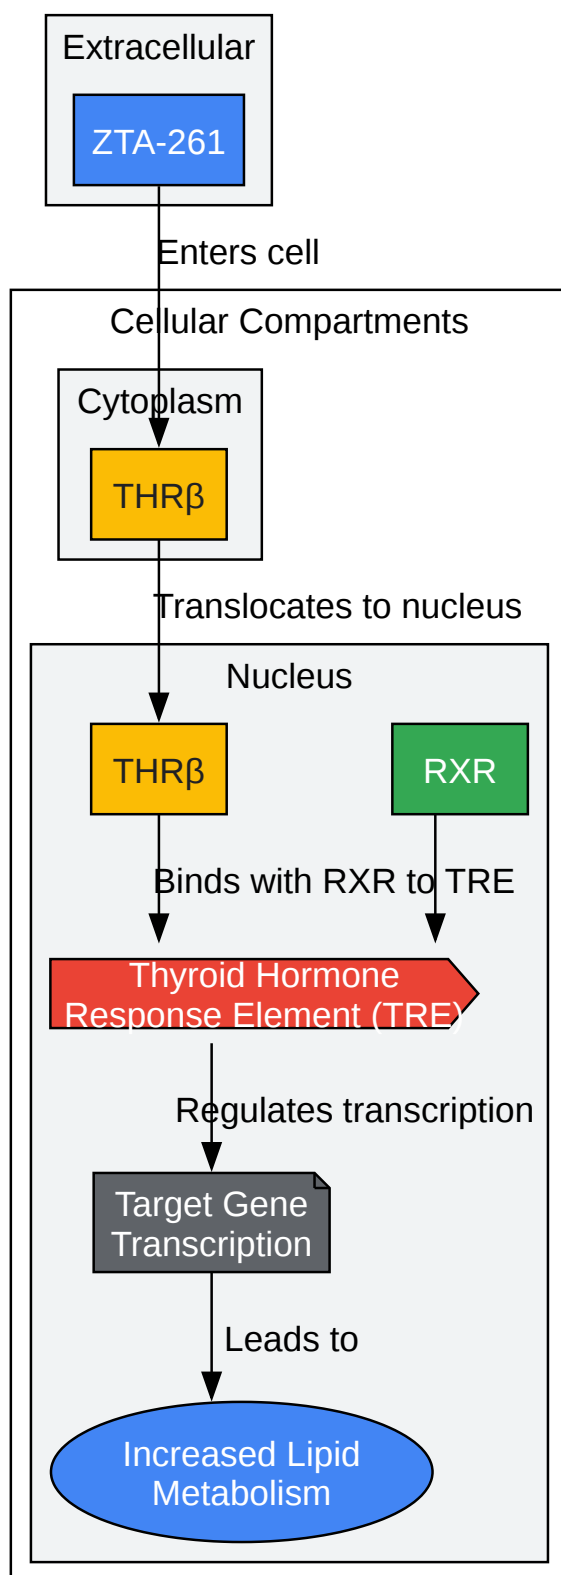 Extracellular
ZTA-261
Enters cell
Cellular Compartments
Cytoplasm
THRβ
Translocates to nucleus
Nucleus
THRβ
RXR
Binds with RXR to TRE
Thyroid Hormone
Response Element (TRE)
Regulates transcription
Target Gene
Transcription
Leads to
Increased Lipid
Metabolism